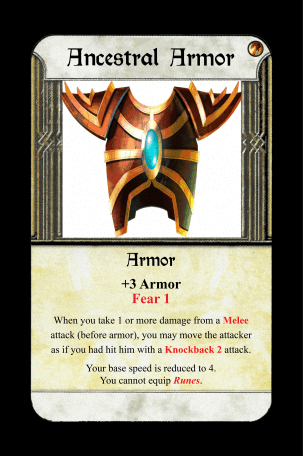 Ancestral Armor
Armor
+3 Armor
Fear 1
When you take 1 or more damage from a Melee
attack (before armor), you may move the attacker
as if you had hit him with a Knockback 2 attack.
Your base speed is reduced to 4.
You cannot equip Runes.